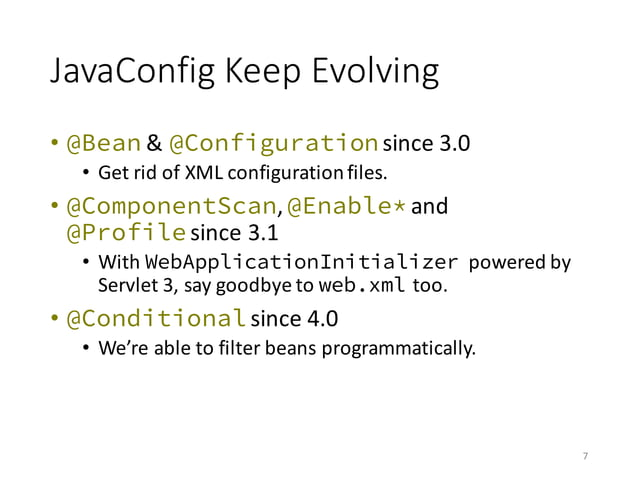 JavaConfig Keep Evolving
• @Bean & @Configuration since 3.0
• Get rid of XML configuration files.
• @ComponentScan, @Enable* and
@Profile since 3.1
• With WebApplicationInitializer powered by
Servlet 3, say goodbye to web.xml too.
• @Conditional since 4.0
• We’re able to filter beans programmatically.
7